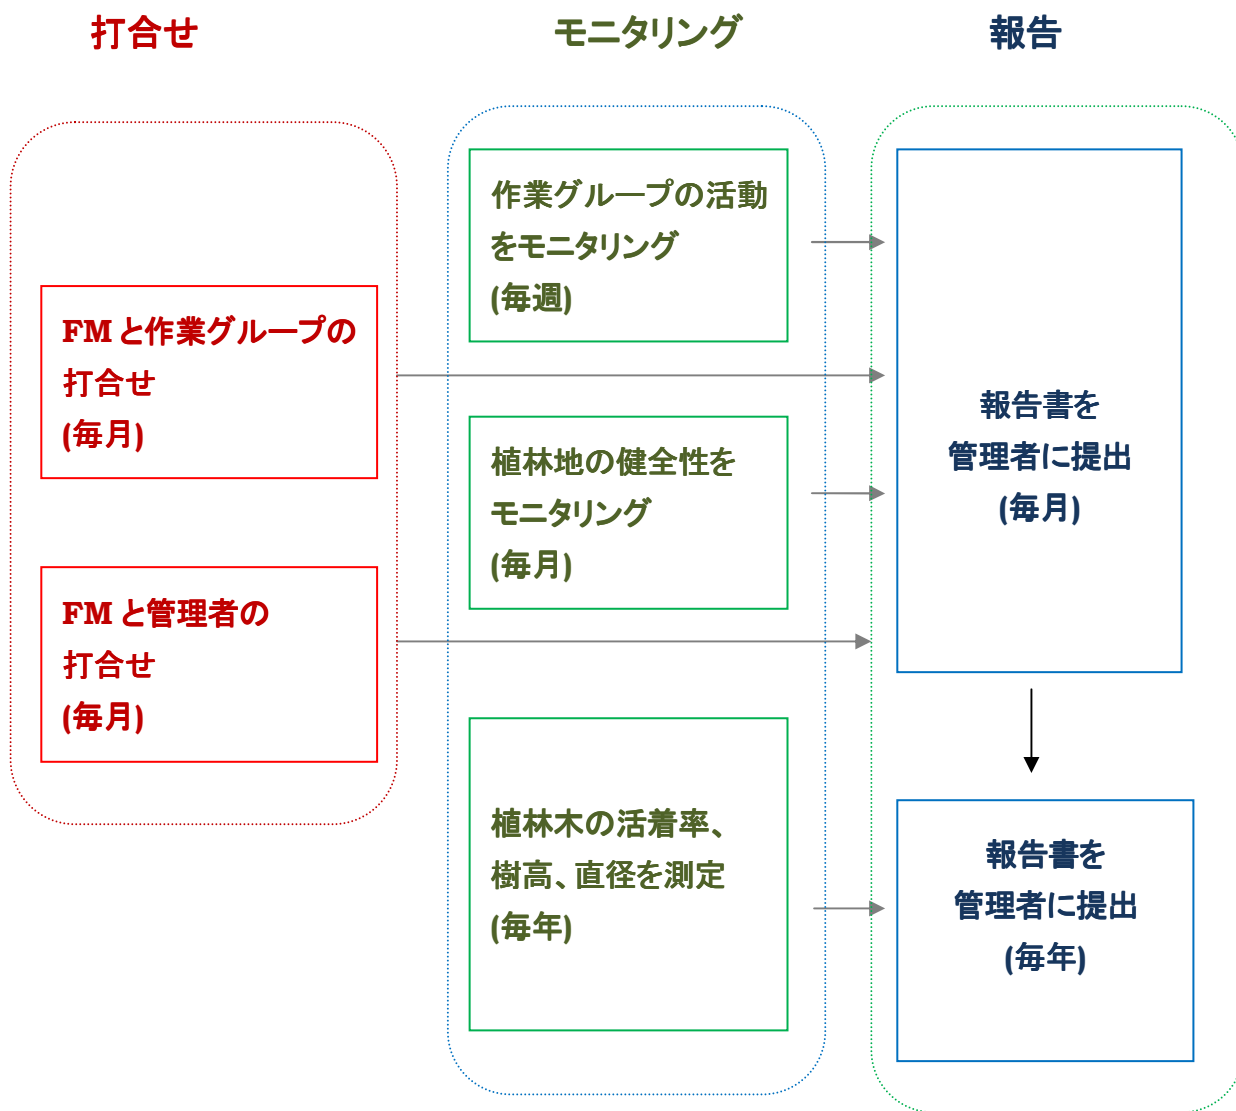 打合せ
モニタリング
報告
FMと作業グループの
打合せ
(毎月)
FMと管理者の
打合せ
(毎月)
作業グループの活動
をモニタリング
(毎週)
植林地の健全性を
モニタリング
(毎月)
植林木の活着率、
樹高、直径を測定
(毎年)
報告書を
管理者に提出
(毎月)
報告書を
管理者に提出
(毎年)